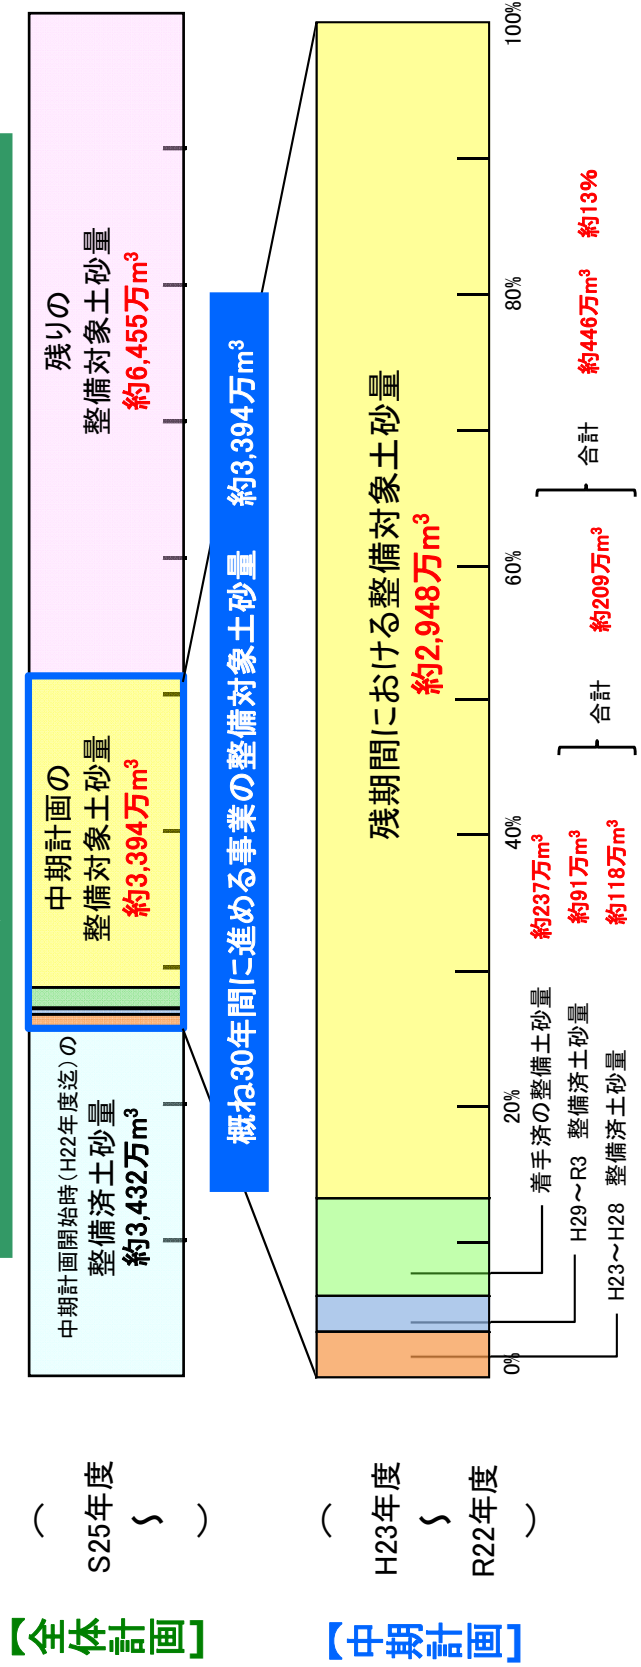 【全体計画】
(
S25年度
～
)
中期計画開始時(H22年度迄)の
整備済土砂量
約3,432万m³
中期計画の
整備対象土砂量
約3,394万m³
残りの
整備対象土砂量
約6,455万m³
概ね30年間に進める事業の整備対象土砂量　約3,394万m³
【中期計画】
(
H23年度
～
R22年度
)
残期間における整備対象土砂量
約2,948万m³
0%
20%
40%
60%
80%
100%
着手済の整備土砂量　約237万m³
H29～R3　整備済土砂量　約91万m³
H23～H28　整備済土砂量　約118万m³
合計　約209万m³
合計　約446万m³　約13%